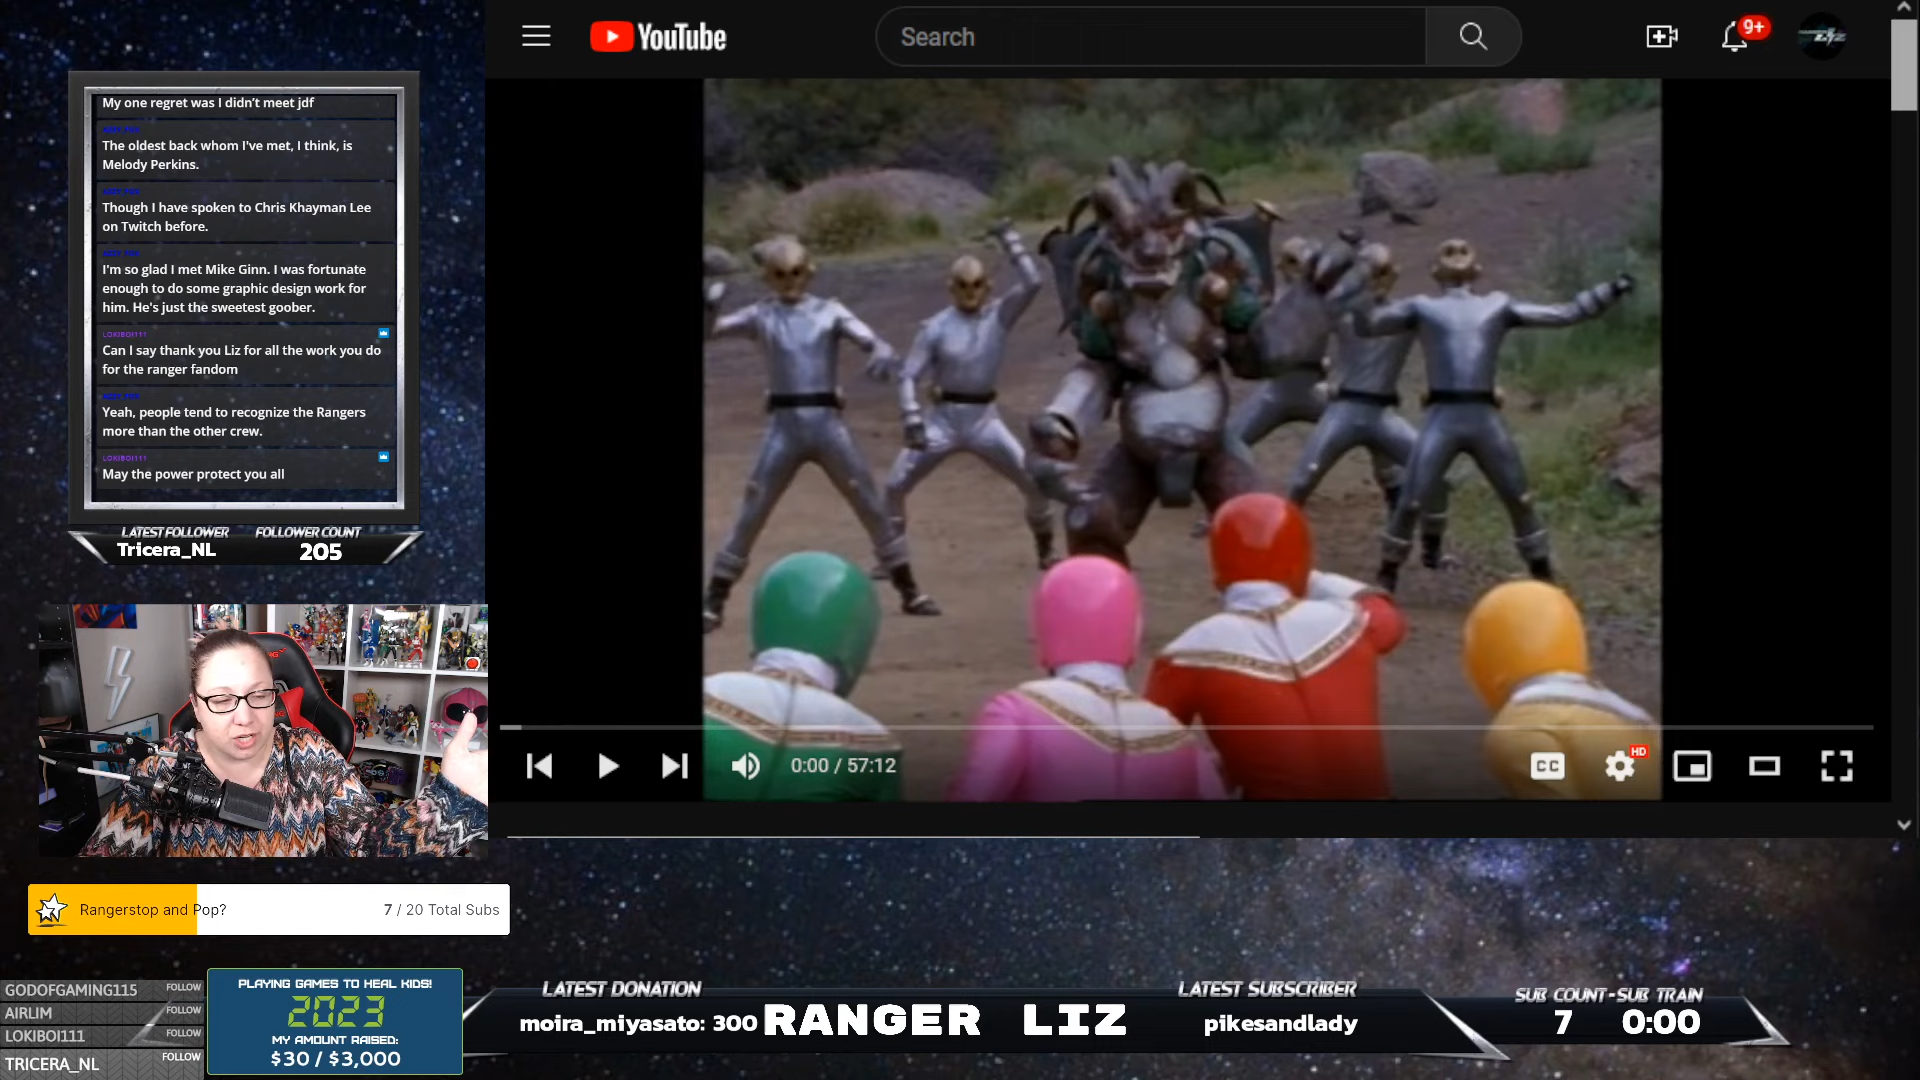 My one regret was I didn't meet jdf
The oldest back whom I've met, I think, is
Melody Perkins.
Though I have spoken to Chris Khayman Lee
on Twitch before.
I'm so glad I met Mike Ginn. I was fortunate
enough to do some graphic design work for
him. He's just the sweetest goober.
LOKIBOI111
Can I say thank you Liz for all the work you do
for the ranger fandom
Yeah, people tend to recognize the Rangers
more than the other crew.
LOKIBOI111
May the power protect you all
LATEST FOLLOWER
Tricera_NL
FOLLOWER COUNT
205
YouTube
Search
9+
0:00 / 57:12
CC
HD
Rangerstop and Pop?
7 / 20 Total Subs
GODOFGAMING115 FOLLOW
AIRLIM FOLLOW
LOKIBOI111 FOLLOW
TRICERA_NL FOLLOW
PLAYING GAMES TO HEAL KIDS!
2023
MY AMOUNT RAISED:
$30 / $3,000
LATEST DONATION
moira_miyasato: 300
RANGER LIZ
LATEST SUBSCRIBER
pikesandlady
SUB COUNT-SUB TRAIN
7 0:00